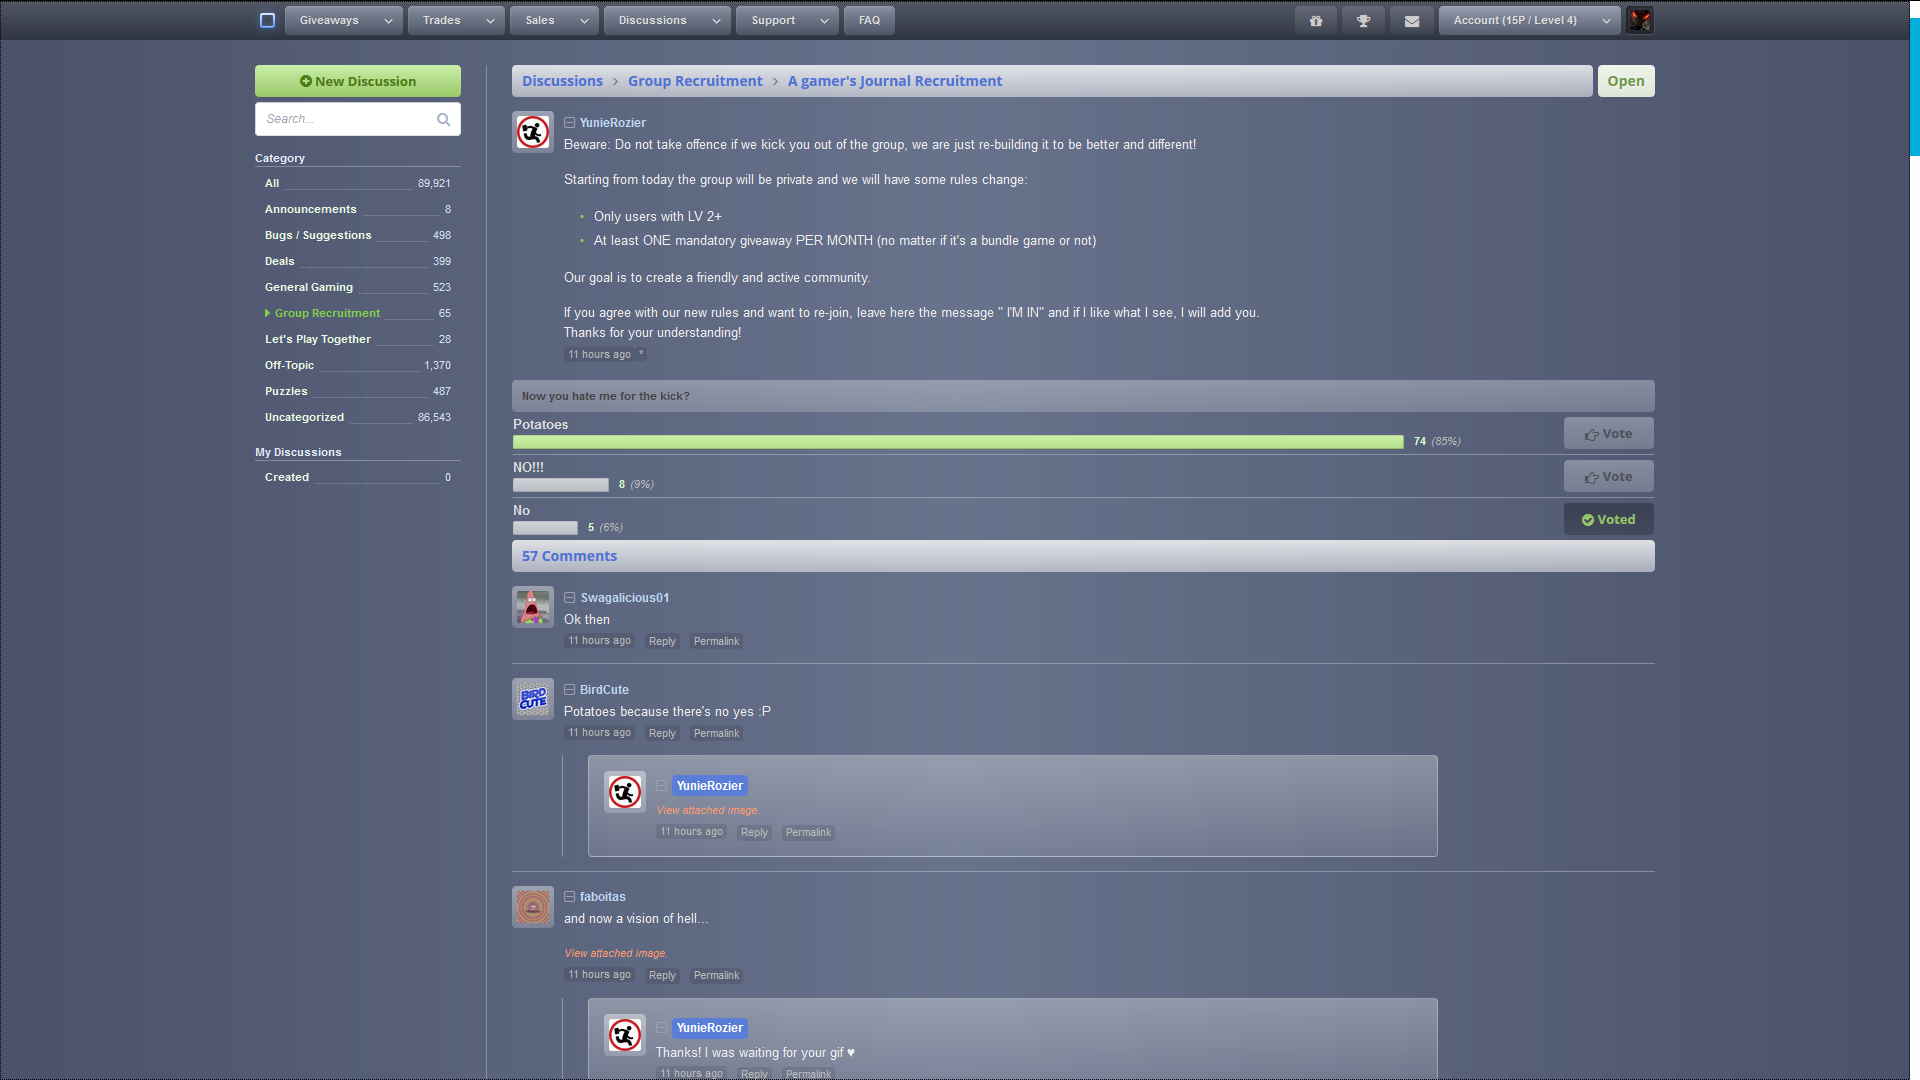 Giveaways
Trades
Sales
Discussions
Support
FAQ
Account (15P / Level 4)
New Discussion
Search...
Category
All 89,921
Announcements 8
Bugs / Suggestions 498
Deals 399
General Gaming 523
Group Recruitment 65
Let's Play Together 28
Off-Topic 1,370
Puzzles 487
Uncategorized 86,543
My Discussions
Created 0
Discussions › Group Recruitment › A gamer's Journal Recruitment
Open
YunieRozier
Beware: Do not take offence if we kick you out of the group, we are just re-building it to be better and different!
Starting from today the group will be private and we will have some rules change:
• Only users with LV 2+
• At least ONE mandatory giveaway PER MONTH (no matter if it's a bundle game or not)
Our goal is to create a friendly and active community.
If you agree with our new rules and want to re-join, leave here the message " I'M IN" and if I like what I see, I will add you.
Thanks for your understanding!
11 hours ago *
Now you hate me for the kick?
Potatoes
74 (85%)
Vote
NO!!!
8 (9%)
Vote
No
5 (6%)
Voted
57 Comments
Swagalicious01
Ok then
11 hours ago Reply Permalink
BIRD
CUTE
BirdCute
Potatoes because there's no yes :P
11 hours ago Reply Permalink
YunieRozier
View attached image.
11 hours ago Reply Permalink
faboitas
and now a vision of hell...
View attached image.
11 hours ago Reply Permalink
YunieRozier
Thanks! I was waiting for your gif ♥
11 hours ago Reply Permalink